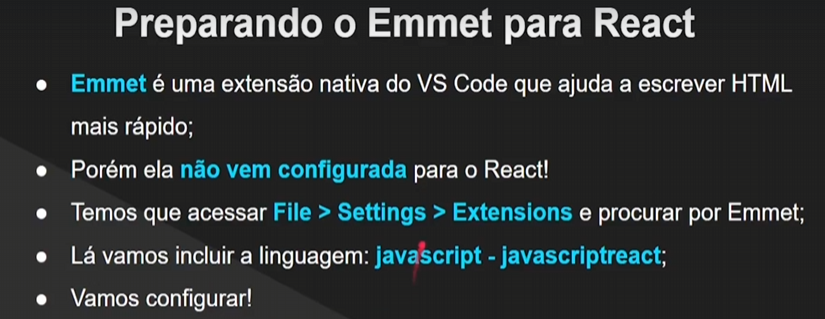 Preparando o Emmet para React
● Emmet é uma extensão nativa do VS Code que ajuda a escrever HTML
mais rápido;
● Porém ela não vem configurada para o React!
● Temos que acessar File > Settings > Extensions e procurar por Emmet;
● Lá vamos incluir a linguagem: javascript - javascriptreact;
● Vamos configurar!